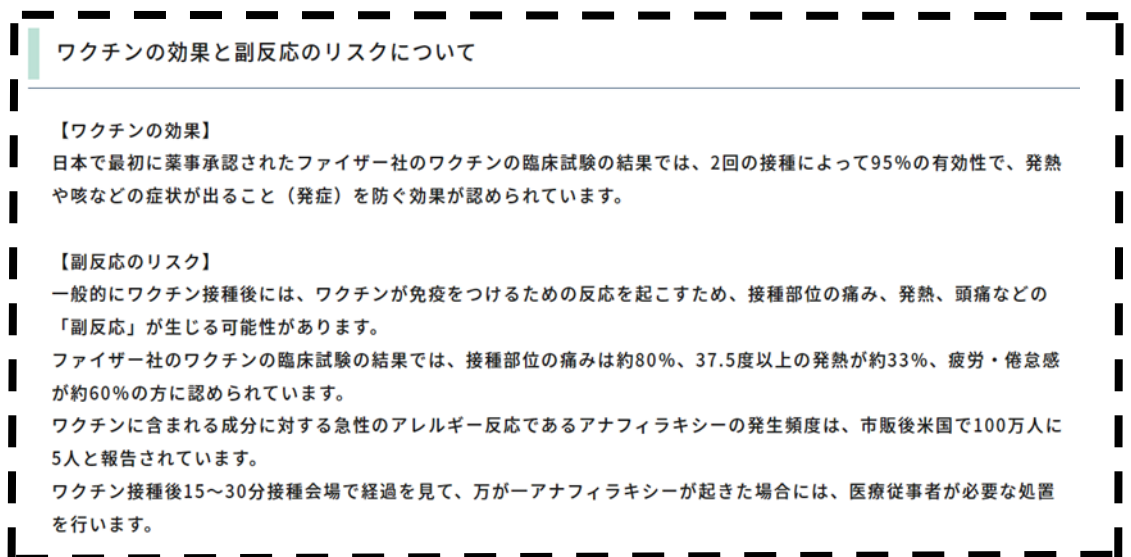 ワクチンの効果と副反応のリスクについて
【ワクチンの効果】
日本で最初に薬事承認されたファイザー社のワクチンの臨床試験の結果では、2回の接種によって95%の有効性で、発熱
や咳などの症状が出ること（発症）を防ぐ効果が認められています。
【副反応のリスク】
一般的にワクチン接種後には、ワクチンが免疫をつけるための反応を起こすため、接種部位の痛み、発熱、頭痛などの
「副反応」が生じる可能性があります。
ファイザー社のワクチンの臨床試験の結果では、接種部位の痛みは約80%、37.5度以上の発熱が約33%、疲労・倦怠感
が約60%の方に認められています。
ワクチンに含まれる成分に対する急性のアレルギー反応であるアナフィラキシーの発生頻度は、市販後米国で100万人に
5人と報告されています。
ワクチン接種後15～30分接種会場で経過を見て、万が一アナフィラキシーが起きた場合には、医療従事者が必要な処置
を行います。